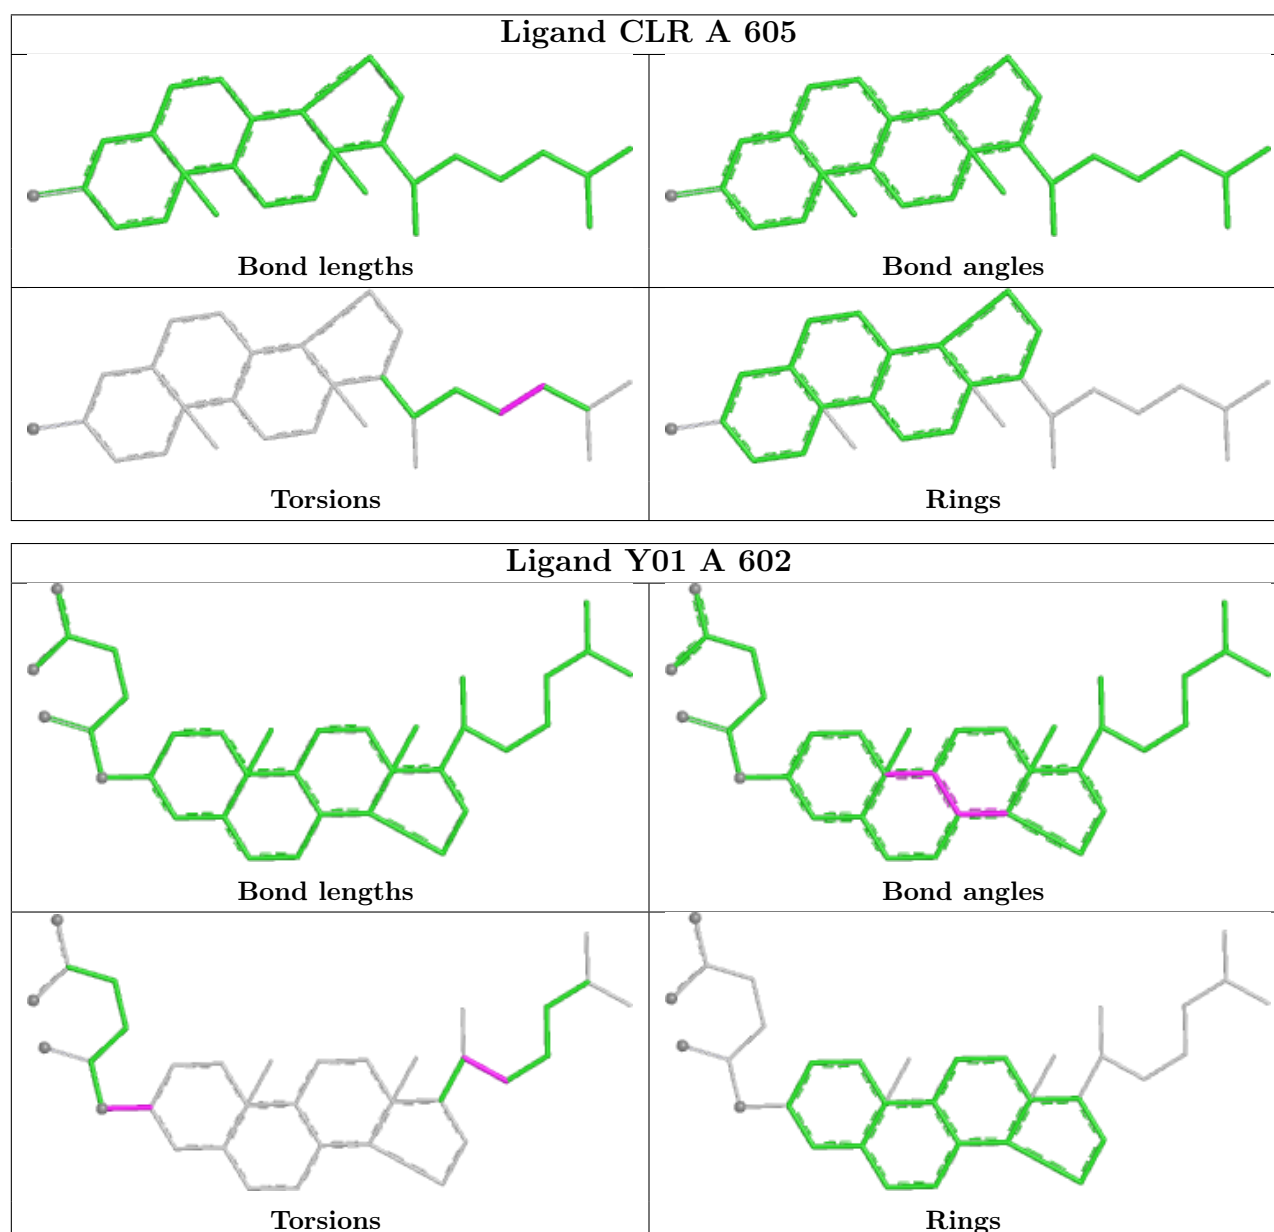 Ligand CLR A 605
Bond lengths
Bond angles
Torsions
Rings
Ligand Y01 A 602
Bond lengths
Bond angles
Torsions
Rings